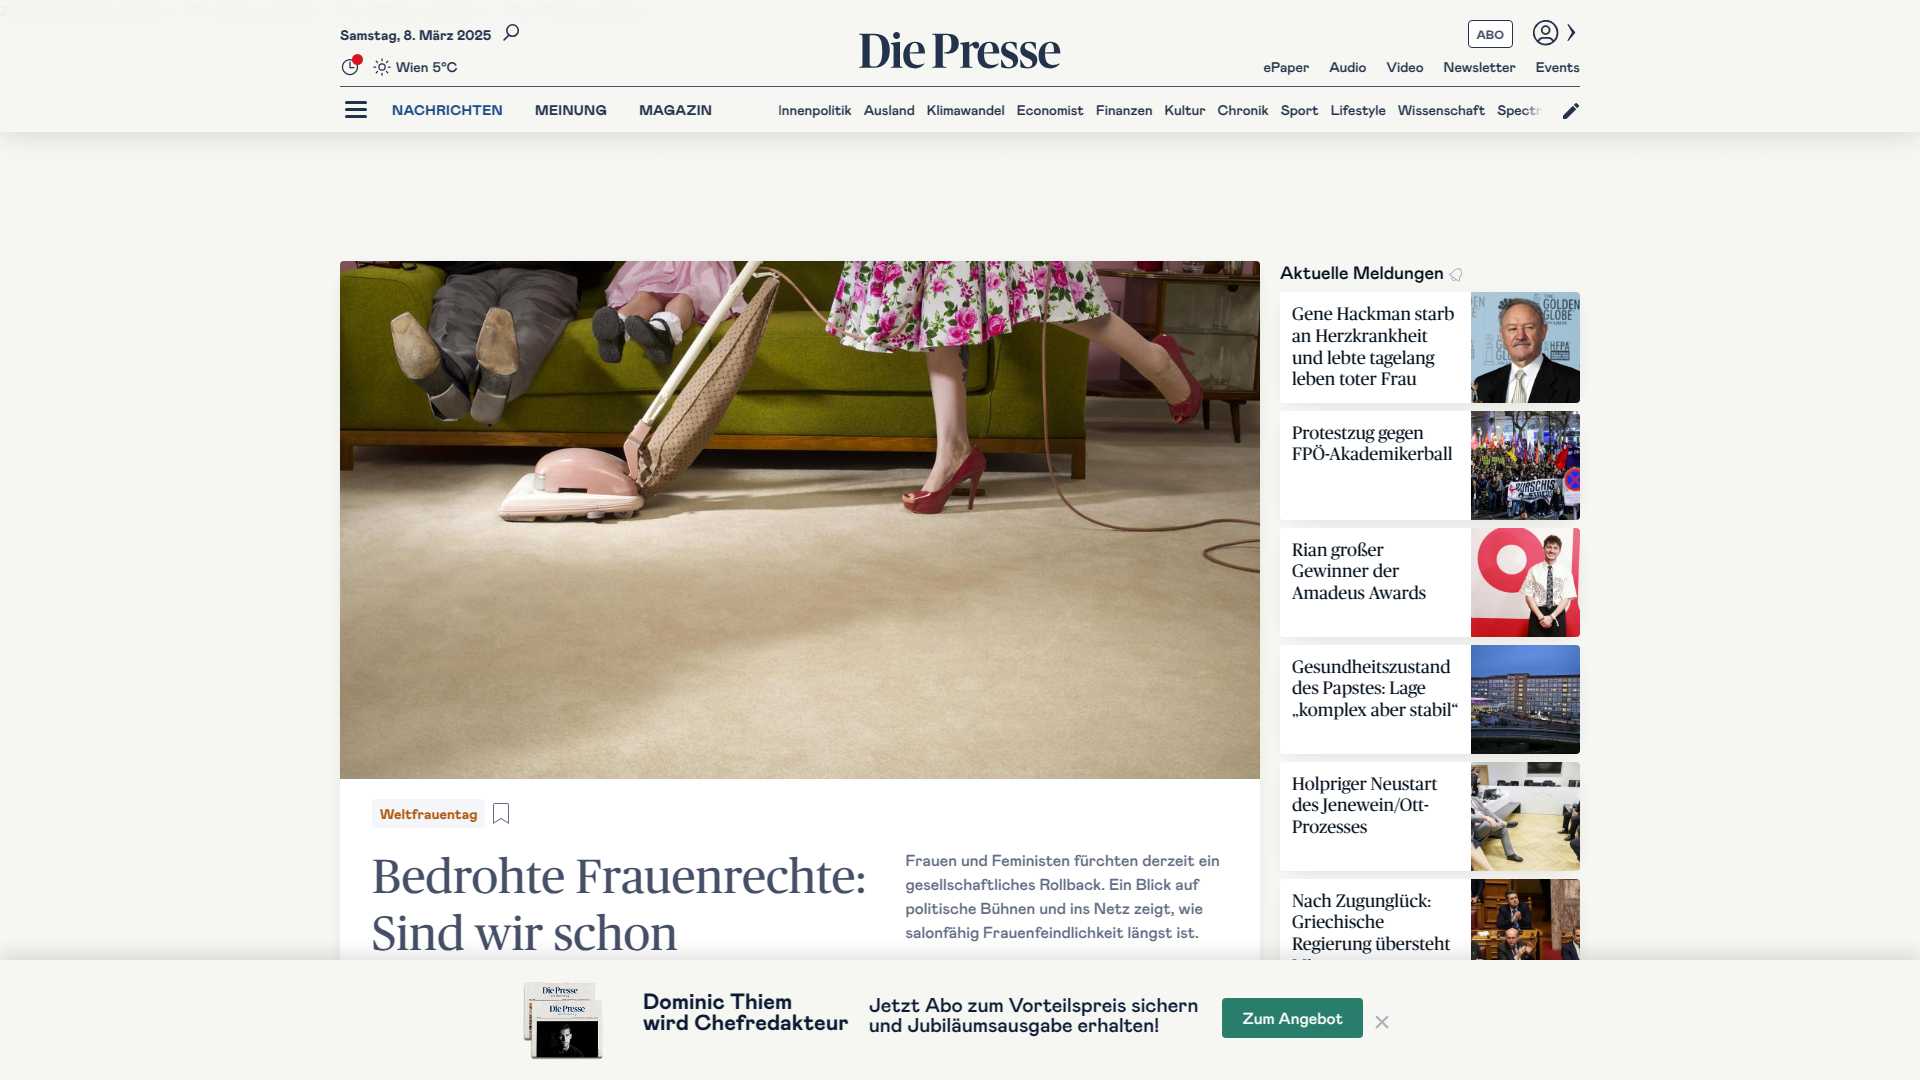 Samstag, 8. März 2025
Die Presse
ABO
Wien 5°C
ePaper Audio Video Newsletter Events
NACHRICHTEN MEINUNG MAGAZIN
Innenpolitik Ausland Klimawandel Economist Finanzen Kultur Chronik Sport Lifestyle Wissenschaft Spectr
Weltfrauentag
Bedrohte Frauenrechte:
Sind wir schon
Frauen und Feministen fürchten derzeit ein
gesellschaftliches Rollback. Ein Blick auf
politische Bühnen und ins Netz zeigt, wie
salonfähig Frauenfeindlichkeit längst ist.
Aktuelle Meldungen
Gene Hackman starb
an Herzkrankheit
und lebte tagelang
leben toter Frau
GOLDEN
GLOBE
HFPA
Protestzug gegen
FPÖ-Akademikerball
BURSCHIS
Rian großer
Gewinner der
Amadeus Awards
Gesundheitszustand
des Papstes: Lage
„komplex aber stabil“
Holpriger Neustart
des Jenewein/Ott-
Prozesses
Nach Zugunglück:
Griechische
Regierung übersteht
Die Presse
Die Presse
Dominic Thiem
wird Chefredakteur
Jetzt Abo zum Vorteilspreis sichern
und Jubiläumsausgabe erhalten!
Zum Angebot